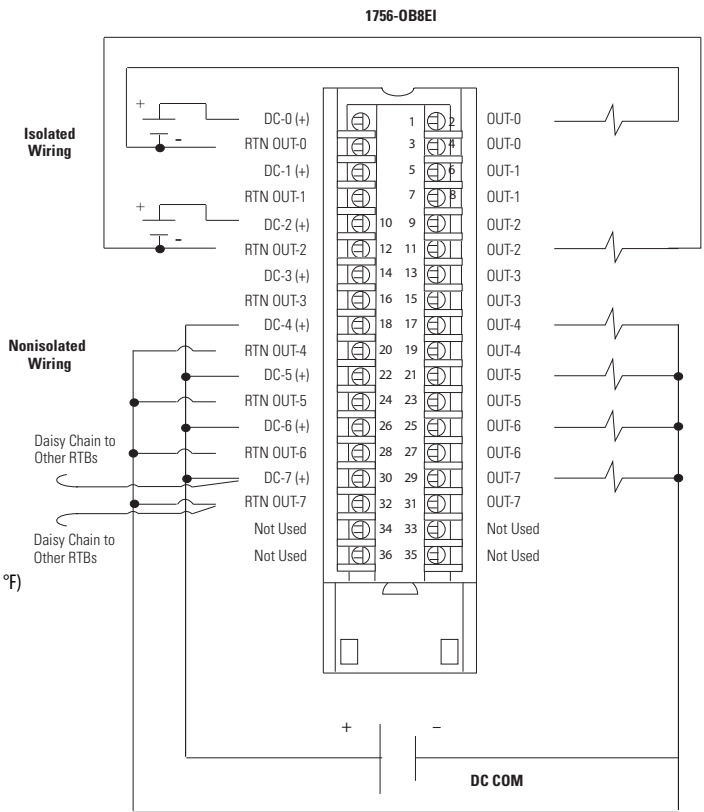 1756-OB8EI
+
Isolated
Wiring
-
DC-0 (+) 1 2 OUT-0
RTN OUT-0 3 4 OUT-0
DC-1 (+) 5 6 OUT-1
RTN OUT-1 7 8 OUT-1
+
-
DC-2 (+) 10 9 OUT-2
RTN OUT-2 12 11 OUT-2
DC-3 (+) 14 13 OUT-3
RTN OUT-3 16 15 OUT-3
DC-4 (+) 18 17 OUT-4
Nonisolated
Wiring
RTN OUT-4 20 19 OUT-4
DC-5 (+) 22 21 OUT-5
RTN OUT-5 24 23 OUT-5
DC-6 (+) 26 25 OUT-6
Daisy Chain to
Other RTBs
RTN OUT-6 28 27 OUT-6
DC-7 (+) 30 29 OUT-7
RTN OUT-7 32 31 OUT-7
Not Used 34 33 Not Used
Daisy Chain to
Other RTBs
Not Used 36 35 Not Used
°F)
+ –
DC COM